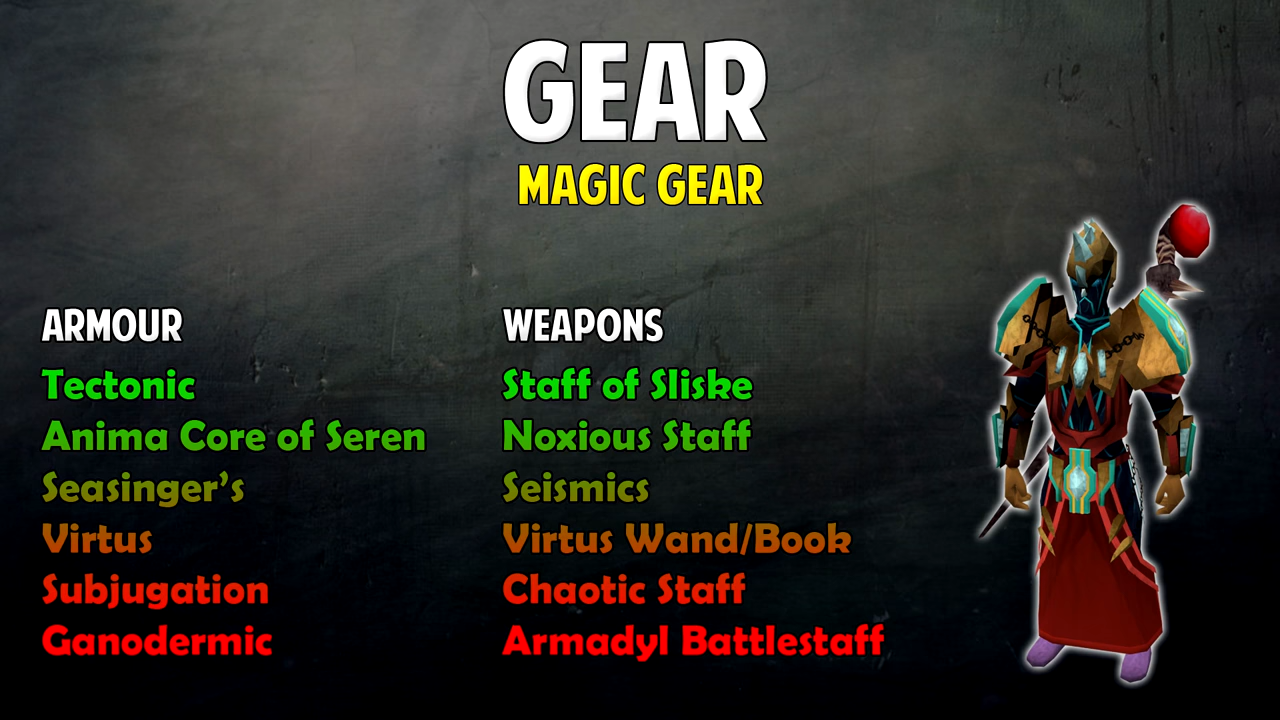 GEAR
MAGIC GEAR
ARMOUR
Tectonic
Anima Core of Seren
Seasinger’s
Virtus
Subjugation
Ganodermic
WEAPONS
Staff of Sliske
Noxious Staff
Seismics
Virtus Wand/Book
Chaotic Staff
Armadyl Battlestaff